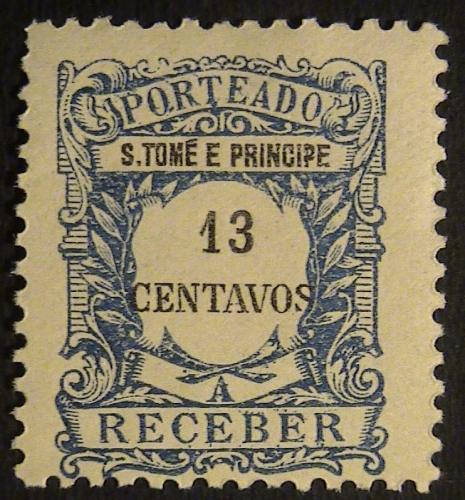 PORTEADO
S. TOMÉ E PRINCIPE
13
CENTAVOS
A
RECEBER